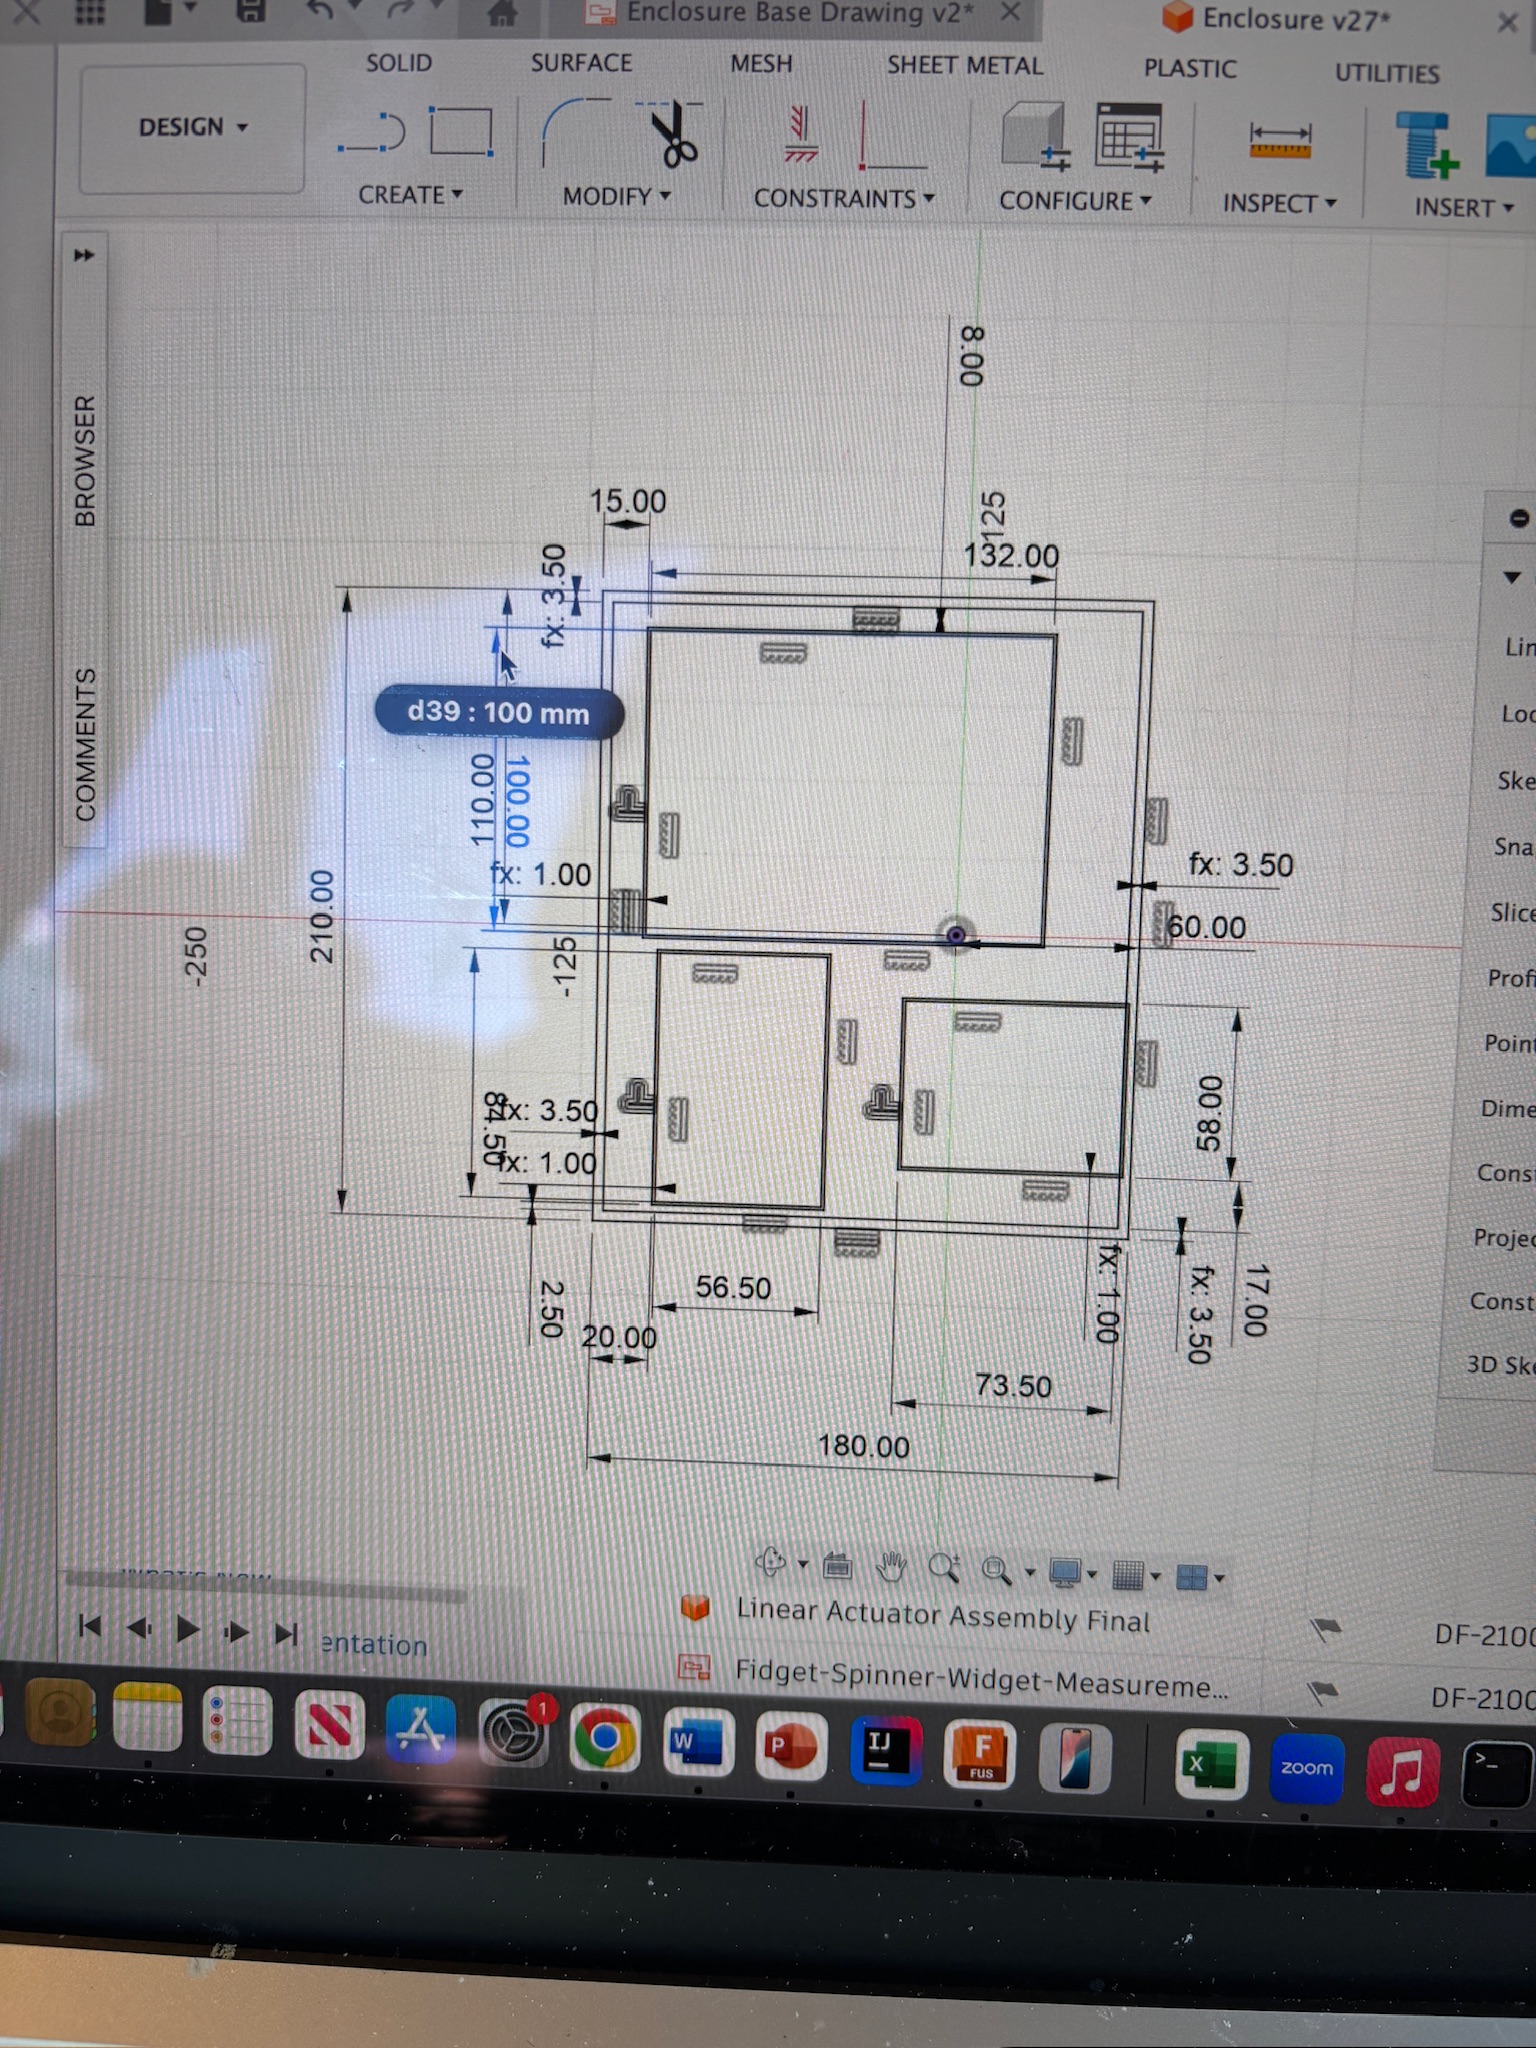 Enclosure Base Drawing v2*
Enclosure v27*
SOLID
SURFACE
MESH
SHEET METAL
PLASTIC
UTILITIES
DESIGN
CREATE
MODIFY
CONSTRAINTS
CONFIGURE
INSPECT
INSERT
BROWSER
COMMENTS
8.00
15.00
125
132.00
fx: 3.50
d39 : 100 mm
110.00
100.00
fx: 1.00
fx: 3.50
60.00
210.00
-250
-125
84.50
fx: 3.50
fx: 1.00
58.00
2.50
56.50
20.00
fx: 1.00
fx: 3.50
17.00
73.50
180.00
Lin
Loc
Ske
Sna
Slice
Profi
Point
Dime
Cons
Projec
Const
3D Ske
entation
Linear Actuator Assembly Final
DF-2100
Fidget-Spinner-Widget-Measureme...
DF-2100
1
W
P
IJ
F
FUS
X
zoom
>_